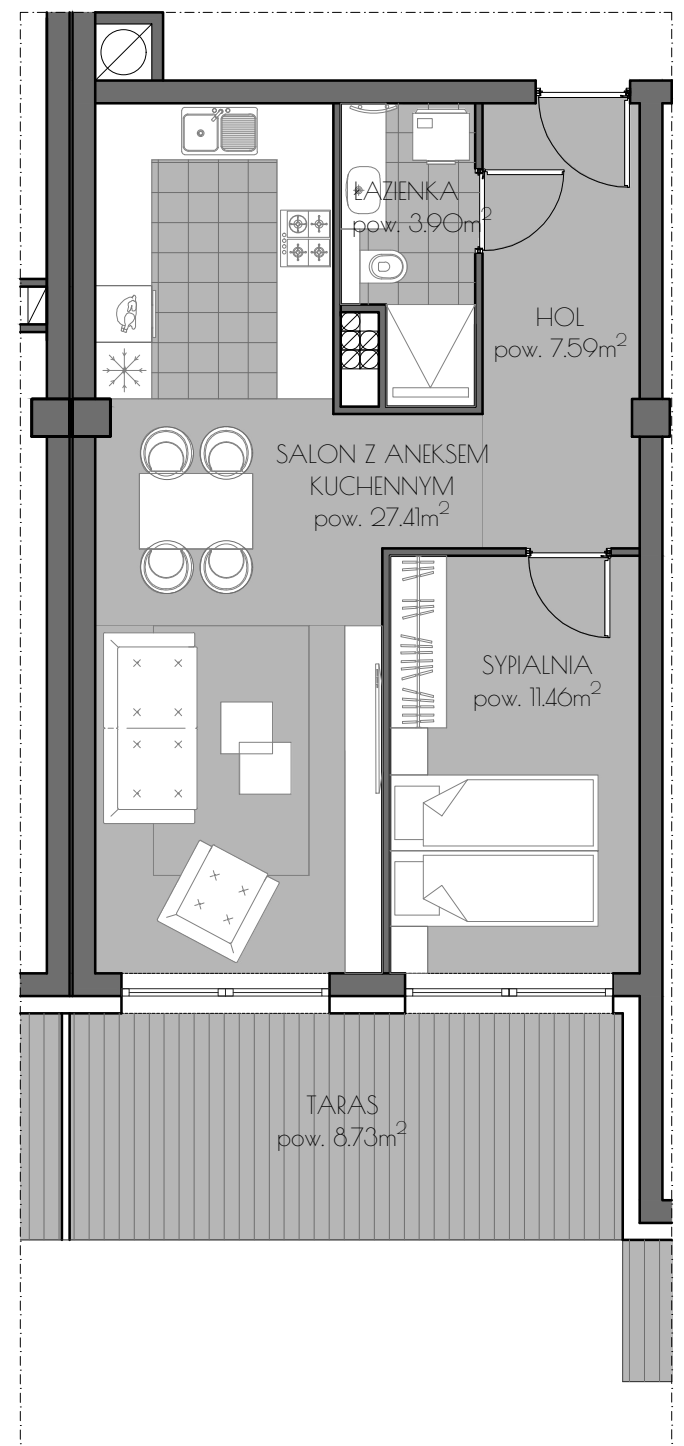 ŁAZIENKA
pow. 3.90m²
HOL
pow. 7.59m²
SALON Z ANEKSEM
KUCHENNYM
pow. 27.41m²
SYPIALNIA
pow. 11.46m²
TARAS
pow. 8.73m²